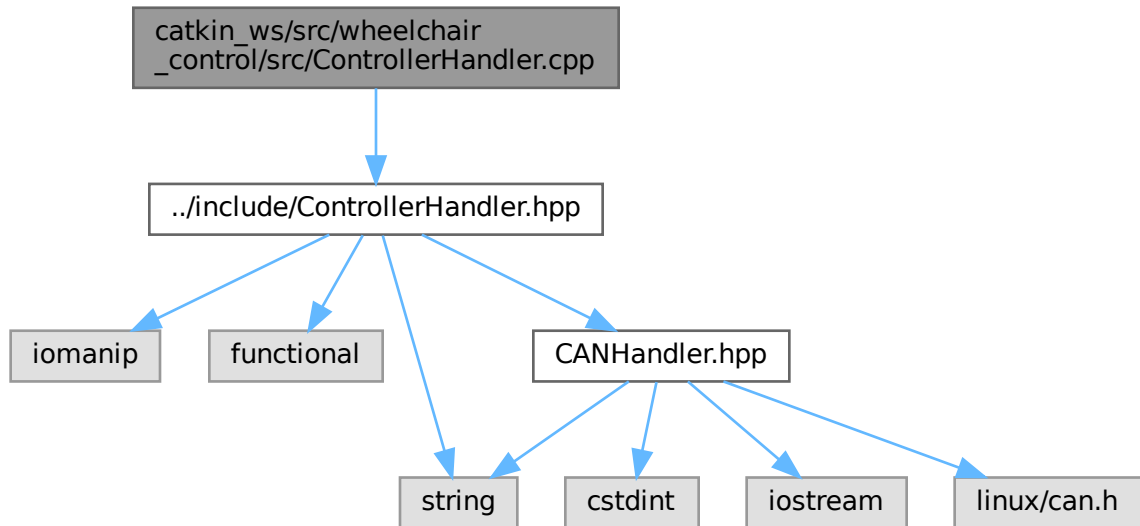 catkin_ws/src/wheelchair
_control/src/ControllerHandler.cpp
../include/ControllerHandler.hpp
iomanip
functional
CANHandler.hpp
string
cstdint
iostream
linux/can.h